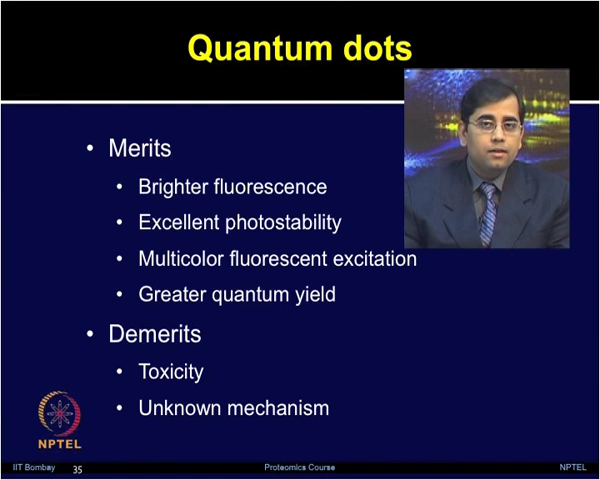 Quantum dots
• Merits
• Brighter fluorescence
• Excellent photostability
• Multicolor fluorescent excitation
• Greater quantum yield
• Demerits
• Toxicity
• Unknown mechanism
NPTEL
IIT Bombay 35 Proteomics Course NPTEL